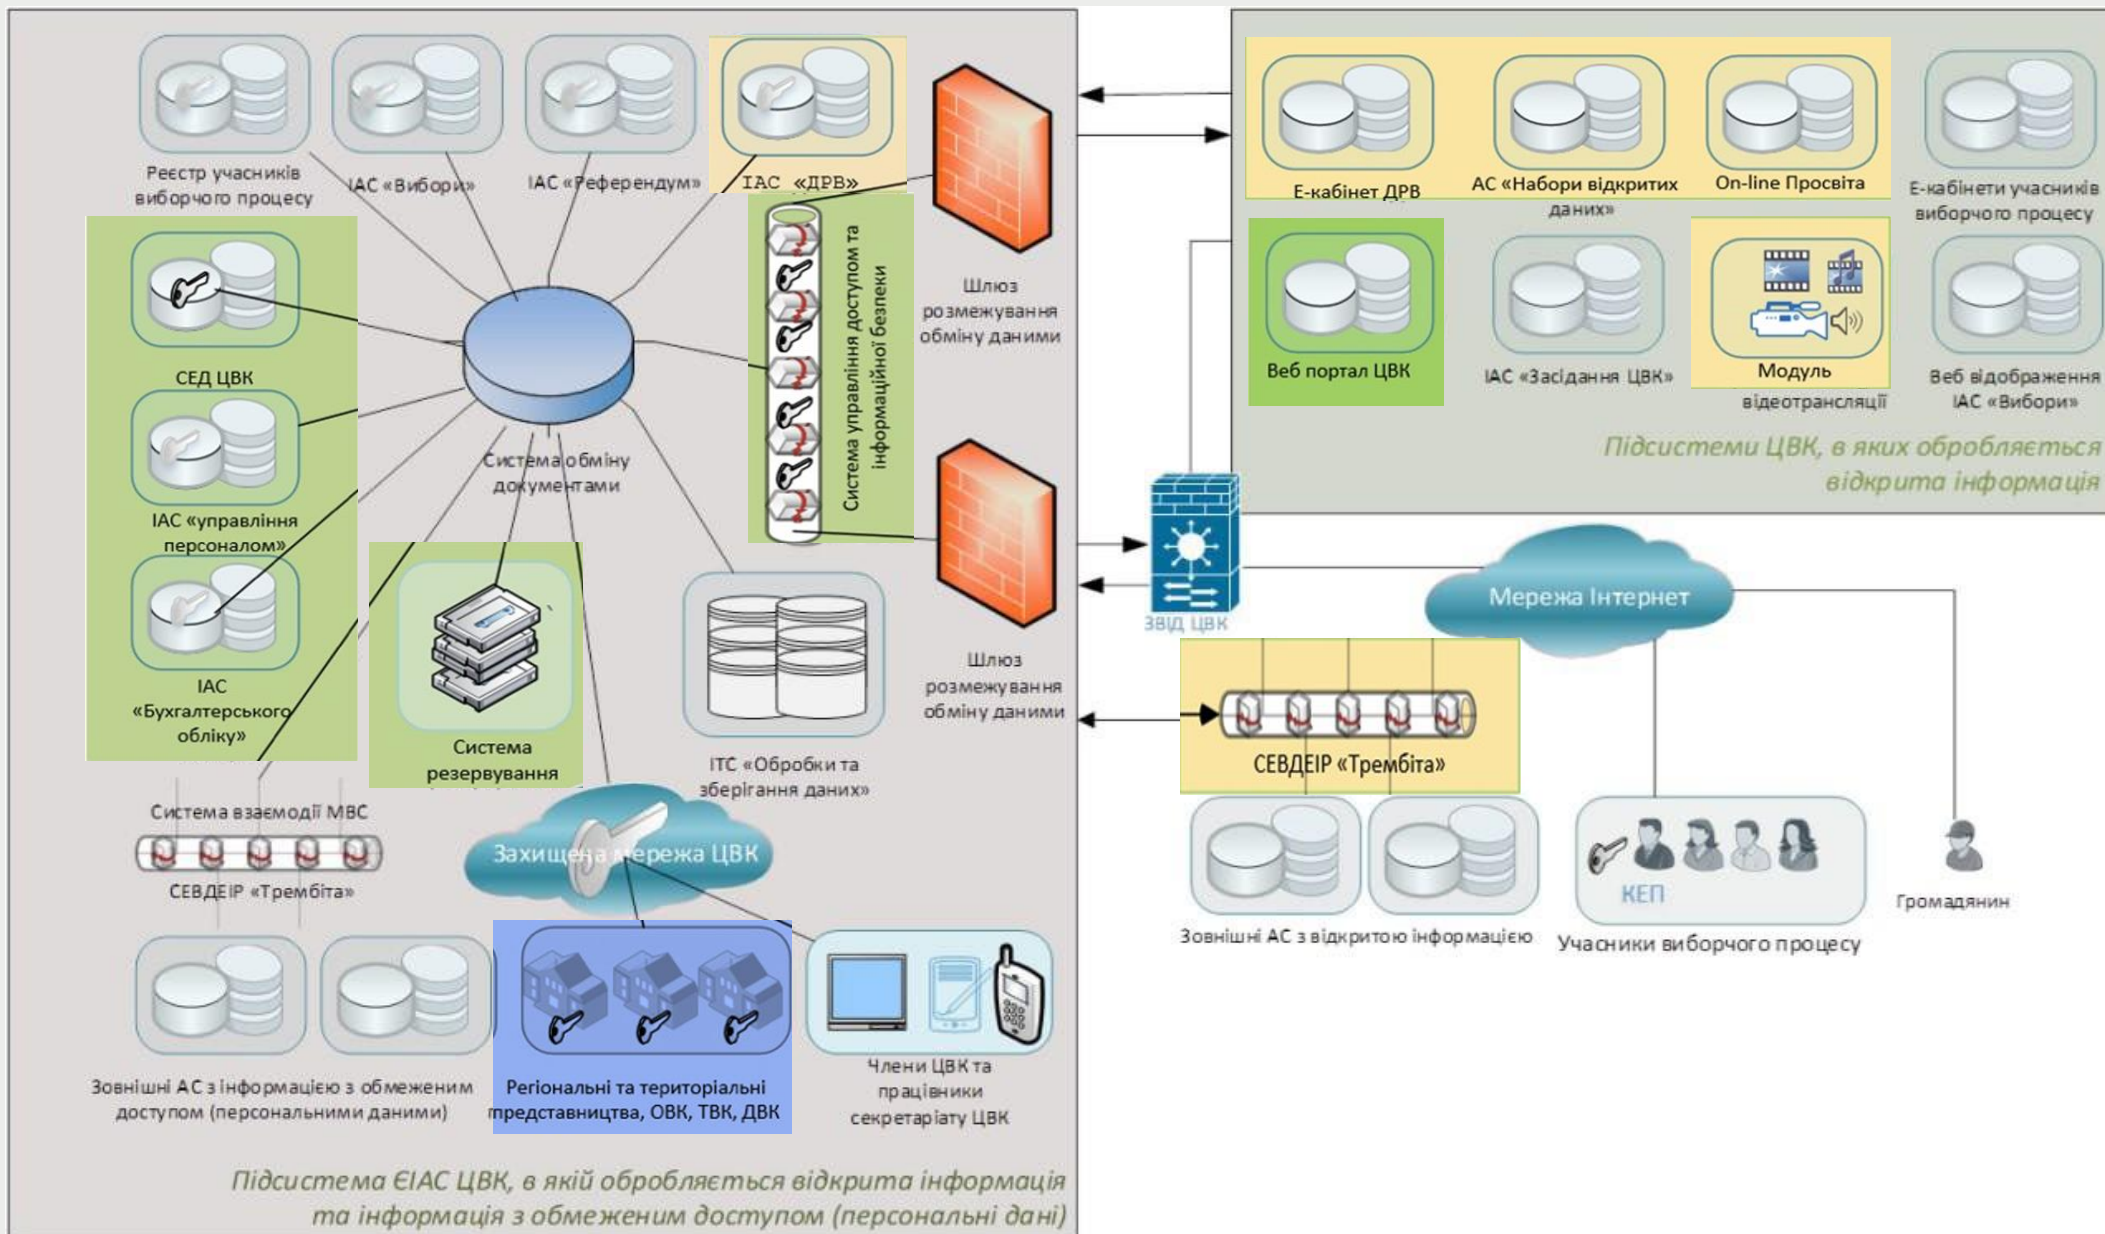 Реєстр учасників
виборчого процесу
ІАС «Вибори»
ІАС «Референдум»
ІАС «ДРВ»
СЕД ЦВК
ІАС «управління
персоналом»
ІАС
«Бухгалтерського
обліку»
Система обміну
документами
Система управління доступом та
інформаційної безпеки
Шлюз
розмежування
обміну даними
Шлюз
розмежування
обміну даними
Система
резервування
ІТС «Обробки та
зберігання даних»
Система взаємодії МВС
СЕВДЕІР «Трембіта»
Захищена мережа ЦВК
Зовнішні АС з інформацією з обмеженим
доступом (персональними даними)
Регіональні та територіальні
представництва, ОВК, ТВК, ДВК
Члени ЦВК та
працівники
секретаріату ЦВК
Підсистема ЄІАС ЦВК, в якій обробляється відкрита інформація
та інформація з обмеженим доступом (персональні дані)
Е-кабінет ДРВ
АС «Набори відкритих
даних»
On-line Просвіта
Е-кабінети учасників
виборчого процесу
Веб портал ЦВК
ІАС «Засідання ЦВК»
Модуль
відеотрансляції
Веб відображення
ІАС «Вибори»
Підсистеми ЦВК, в яких обробляється
відкрита інформація
ЗВІД ЦВК
Мережа Інтернет
СЕВДЕІР «Трембіта»
Зовнішні АС з відкритою інформацією
КЕП
Учасники виборчого процесу
Громадянин